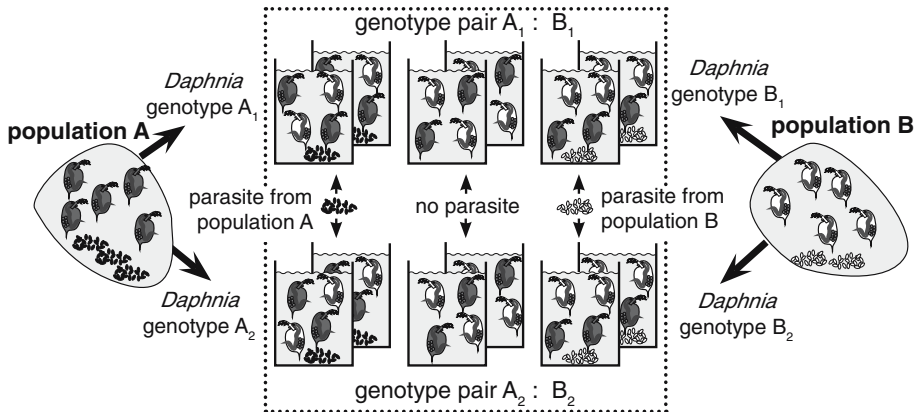 genotype pair A₁ : B₁
Daphnia
genotype A₁
population A
Daphnia
genotype B₁
population B
parasite from
population A
no parasite
parasite from
population B
Daphnia
genotype A₂
Daphnia
genotype B₂
genotype pair A₂ : B₂